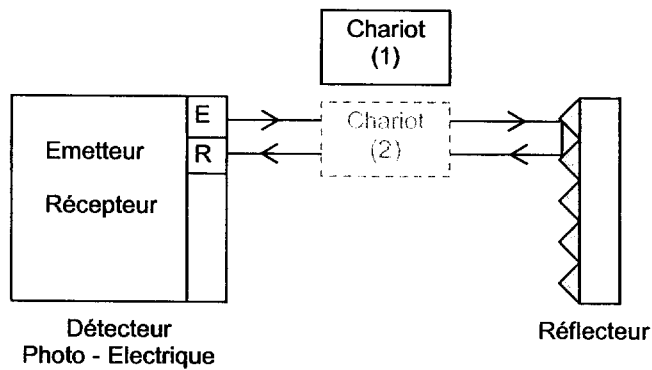 Chariot
(1)
E
Chariot
(2)
Emetteur
R
Récepteur
Détecteur
Photo - Electrique
Réflecteur